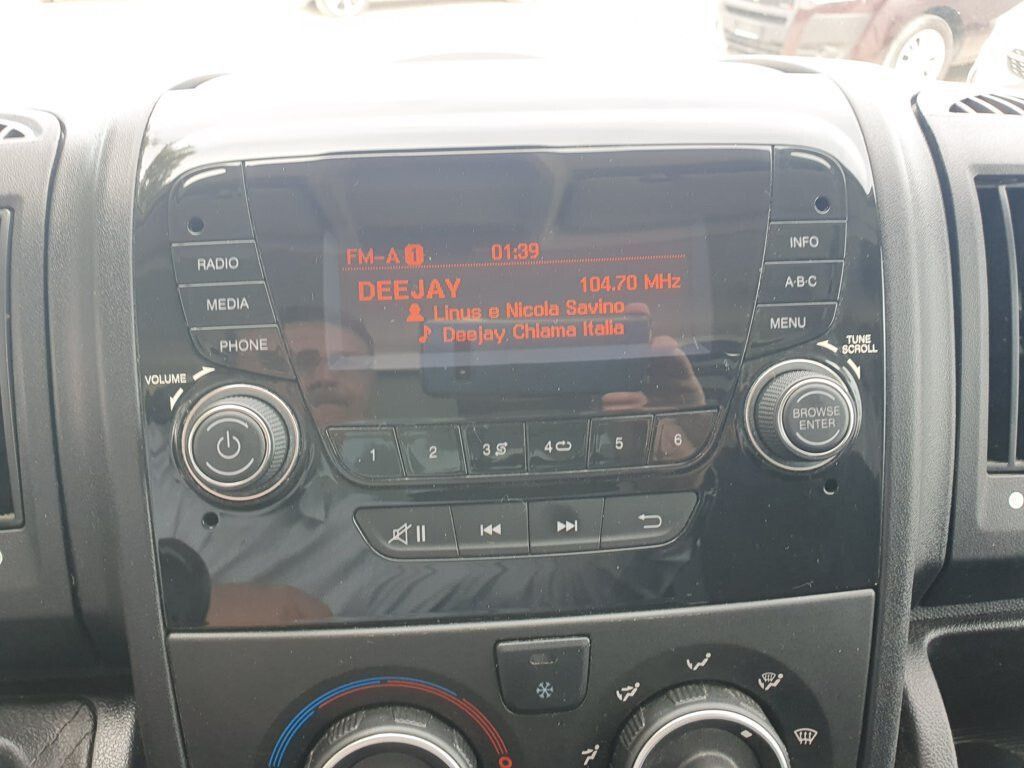 FM-A 1 01:39
DEEJAY 104.70 MHz
Linus e Nicola Savino
Deejay Chiama Italia
RADIO
MEDIA
PHONE
VOLUME
INFO
A·B·C
MENU
TUNE
SCROLL
BROWSE
ENTER
1 2 3 4 5 6